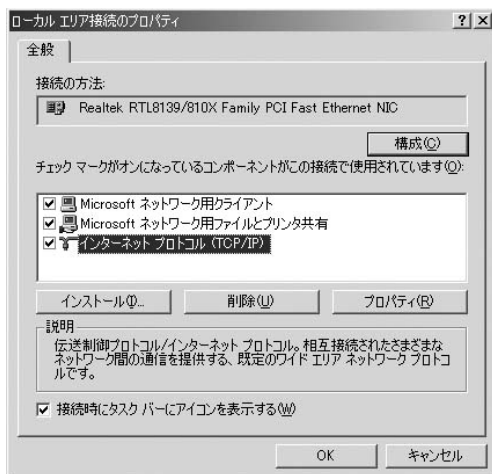 ローカル エリア接続のプロパティ
全般
接続の方法:
Realtek RTL8139/810X Family PCI Fast Ethernet NIC
構成(C)
チェック マークがオンになっているコンポーネントがこの接続で使用されています(O):
Microsoft ネットワーク用クライアント
Microsoft ネットワーク用ファイルとプリンタ共有
インターネット プロトコル (TCP/IP)
インストール(I)...
削除(U)
プロパティ(R)
説明
伝送制御プロトコル/インターネット プロトコル。相互接続されたさまざまな
ネットワーク間の通信を提供する、既定のワイド エリア ネットワーク プロトコ
ルです。
接続時にタスク バーにアイコンを表示する(W)
OK
キャンセル